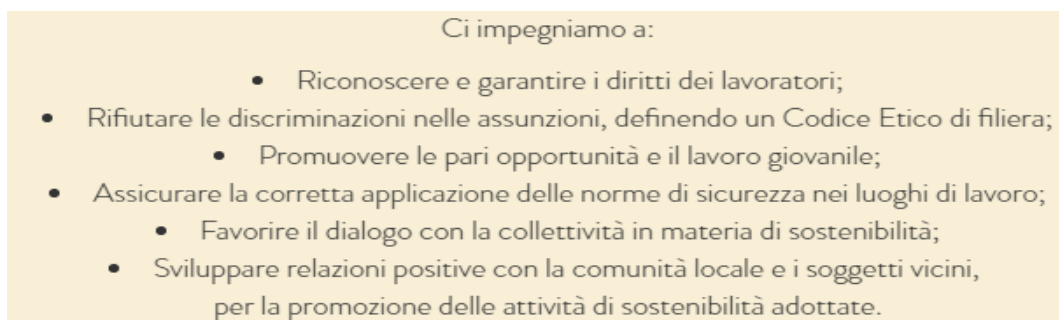 Ci impegniamo a:
• Riconoscere e garantire i diritti dei lavoratori;
• Rifiutare le discriminazioni nelle assunzioni, definendo un Codice Etico di filiera;
• Promuovere le pari opportunità e il lavoro giovanile;
• Assicurare la corretta applicazione delle norme di sicurezza nei luoghi di lavoro;
• Favorire il dialogo con la collettività in materia di sostenibilità;
• Sviluppare relazioni positive con la comunità locale e i soggetti vicini,
per la promozione delle attività di sostenibilità adottate.